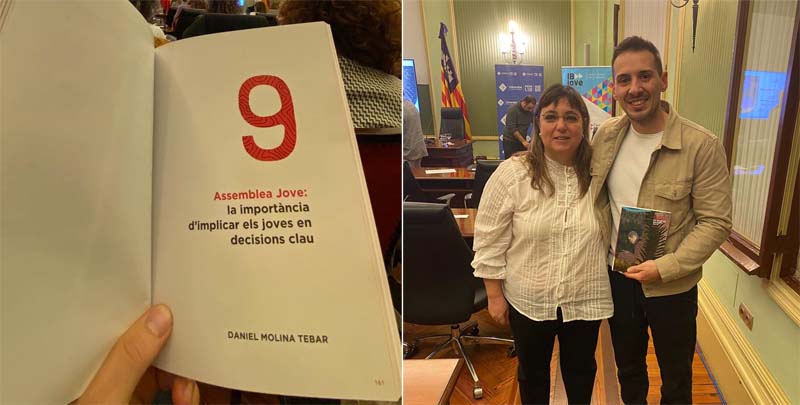 9
Assemblea Jove:
la importància
d'implicar els joves en
decisions clau
DANIEL MOLINA TEBAR
161
IB
jove